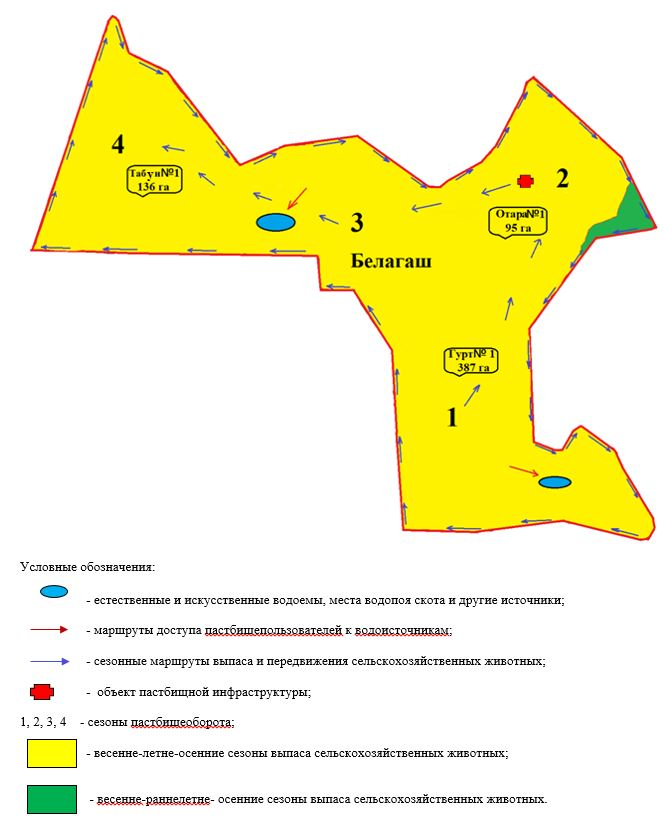 4
Табун№1
136 га
2
Отара№1
95 га
3
Белагаш
Гурт№ 1
387 га
1
Условные обозначения:
- естественные и искусственные водоемы, места водопоя скота и другие источники;
- маршруты доступа пастбищепользователей к водоисточникам;
- сезонные маршруты выпаса и передвижения сельскохозяйственных животных;
- объект пастбищной инфраструктуры;
1, 2, 3, 4 - сезоны пастбищеоборота;
- весенне-летне-осенние сезоны выпаса сельскохозяйственных животных;
- весенне-раннелетне- осенние сезоны выпаса сельскохозяйственных животных.